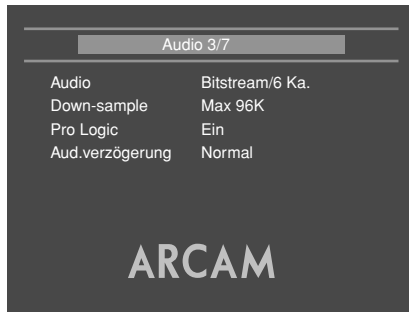 Audio 3/7
Audio Bitstream/6 Ka.
Down-sample Max 96K
Pro Logic Ein
Aud.verzögerung Normal
ARCAM